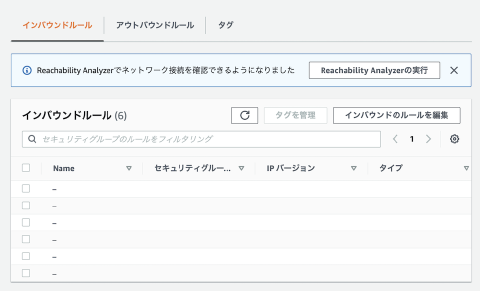 インバウンドルール アウトバウンドルール タグ
Reachability Analyzerでネットワーク接続を確認できるようになりました Reachability Analyzerの実行
インバウンドルール (6) タグを管理 インバウンドのルールを編集
セキュリティグループのルールをフィルタリング 1
Name セキュリティグルー... IP バージョン タイプ
–
–
–
–
–
–